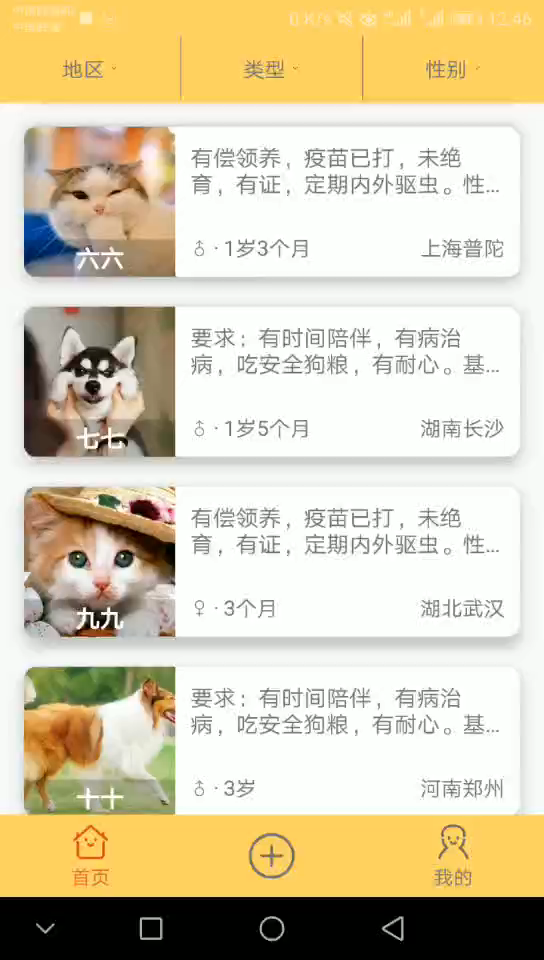 12:46
地区
类型
性别
有偿领养，疫苗已打，未绝
育，有证，定期内外驱虫。性...
六六
♂ · 1岁3个月
上海普陀
要求：有时间陪伴，有病治
病，吃安全狗粮，有耐心。基...
七七
♂ · 1岁5个月
湖南长沙
有偿领养，疫苗已打，未绝
育，有证，定期内外驱虫。性...
九九
♀ · 3个月
湖北武汉
要求：有时间陪伴，有病治
病，吃安全狗粮，有耐心。基...
十十
♂ · 3岁
河南郑州
首页
我的